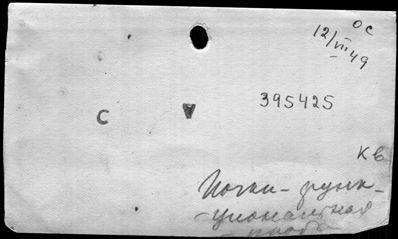 ОС
12/VII 49
395425
С
Кв
Почки - функ-
-циональная
проба